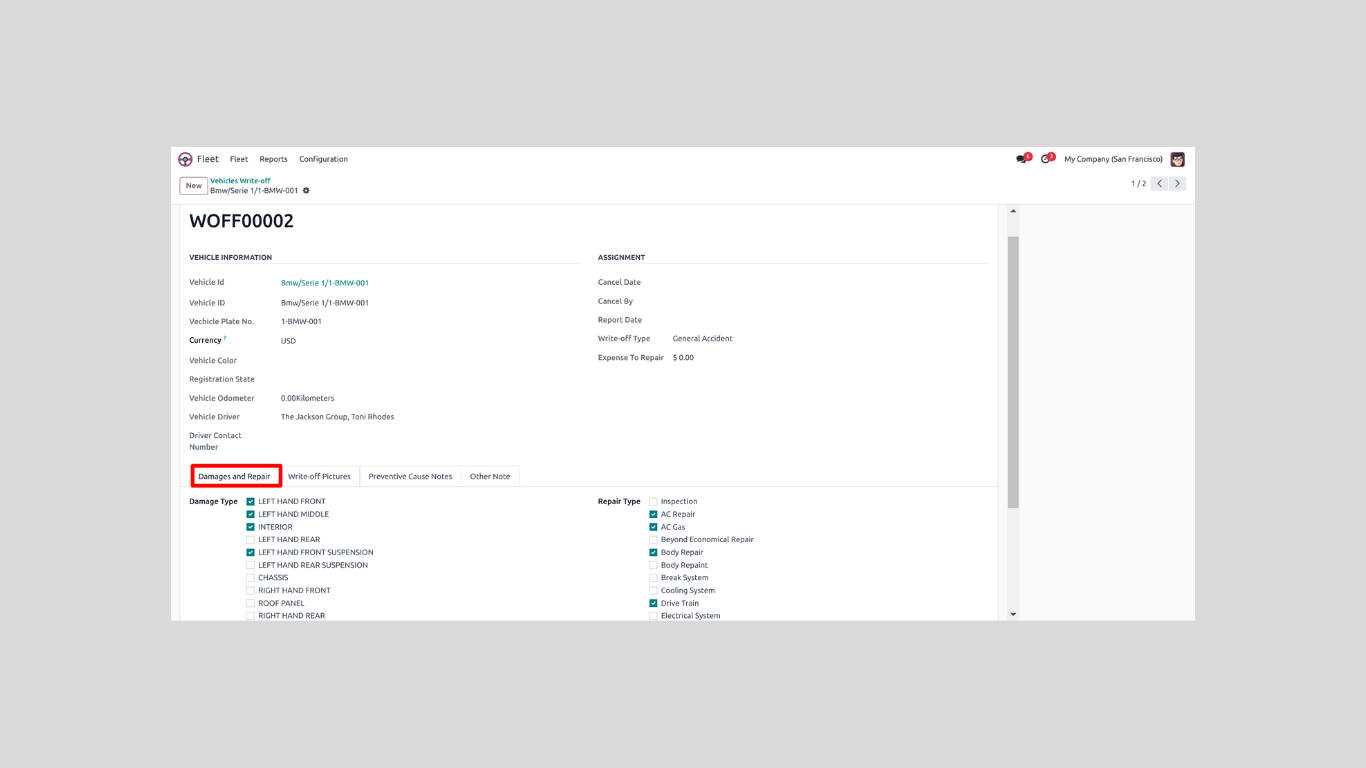 Fleet Fleet Reports Configuration 6 3 My Company (San Francisco)
New Vehicles Write-off
Bmw/Serie 1/1-BMW-001 1 / 2
WOFF00002
VEHICLE INFORMATION
Vehicle Id Bmw/Serie 1/1-BMW-001
Vehicle ID Bmw/Serie 1/1-BMW-001
Vechicle Plate No. 1-BMW-001
Currency ? USD
Vehicle Color
Registration State
Vehicle Odometer 0.00Kilometers
Vehicle Driver The Jackson Group, Toni Rhodes
Driver Contact
Number
ASSIGNMENT
Cancel Date
Cancel By
Report Date
Write-off Type General Accident
Expense To Repair $ 0.00
Damages and Repair Write-off Pictures Preventive Cause Notes Other Note
Damage Type LEFT HAND FRONT
LEFT HAND MIDDLE
INTERIOR
LEFT HAND REAR
LEFT HAND FRONT SUSPENSION
LEFT HAND REAR SUSPENSION
CHASSIS
RIGHT HAND FRONT
ROOF PANEL
RIGHT HAND REAR
Repair Type Inspection
AC Repair
AC Gas
Beyond Economical Repair
Body Repair
Body Repaint
Break System
Cooling System
Drive Train
Electrical System